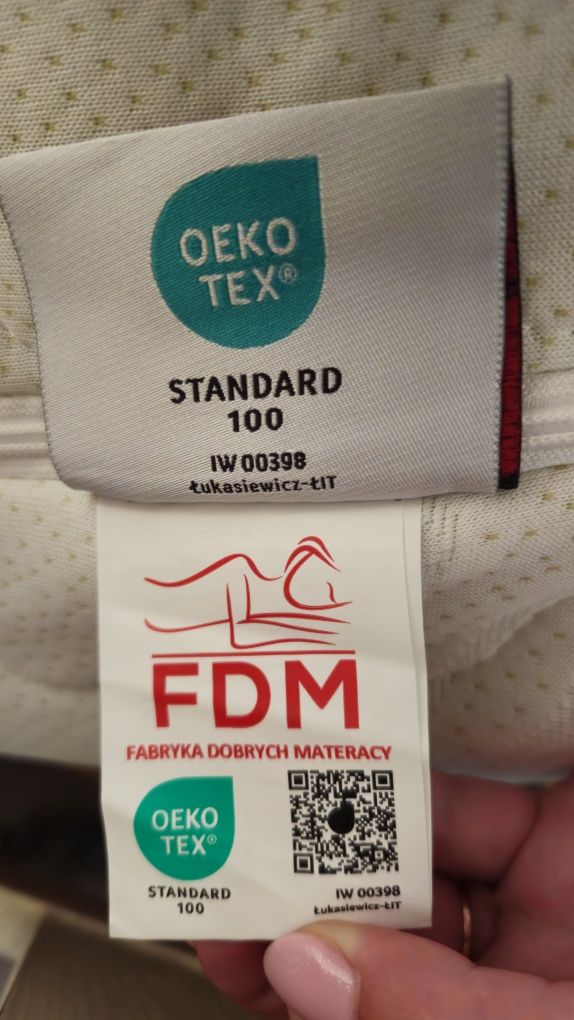 OEKO
TEX®
STANDARD
100
IW 00398
Łukasiewicz-ŁIT
FDM
FABRYKA DOBRYCH MATERACY
OEKO
TEX®
STANDARD
100
IW 00398
Łukasiewicz-ŁIT